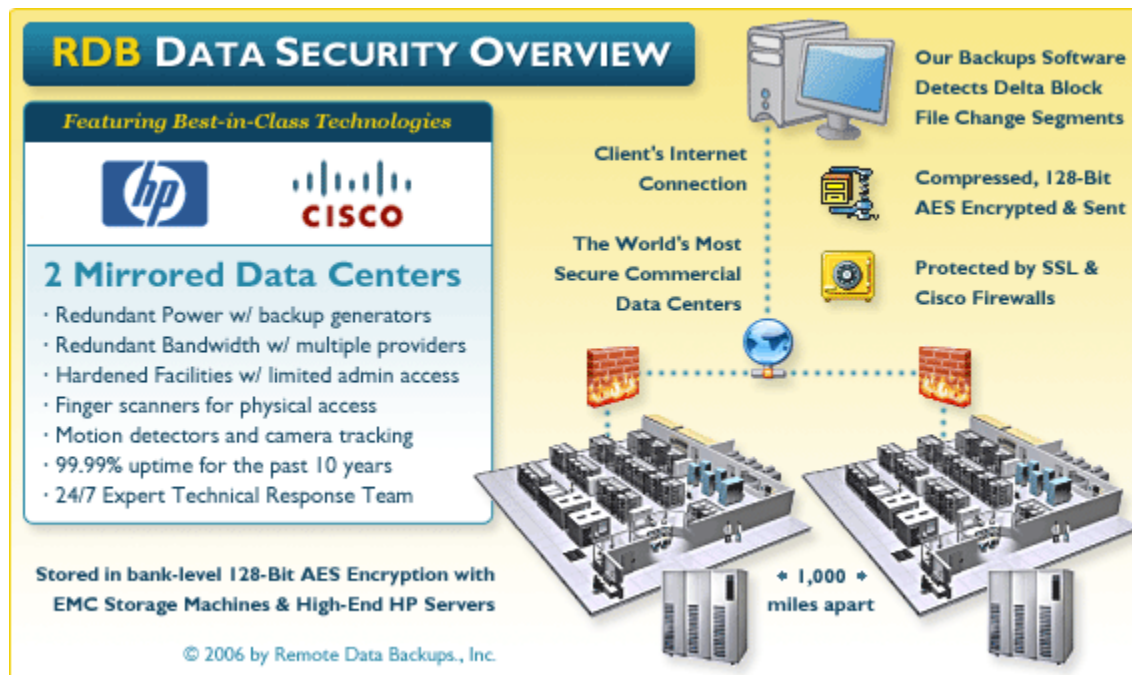 RDB DATA SECURITY OVERVIEW
Featuring Best-in-Class Technologies
hp
CISCO
2 Mirrored Data Centers
· Redundant Power w/ backup generators
· Redundant Bandwidth w/ multiple providers
· Hardened Facilities w/ limited admin access
· Finger scanners for physical access
· Motion detectors and camera tracking
· 99.99% uptime for the past 10 years
· 24/7 Expert Technical Response Team
Stored in bank-level 128-Bit AES Encryption with
EMC Storage Machines & High-End HP Servers
© 2006 by Remote Data Backups., Inc.
Our Backups Software
Detects Delta Block
File Change Segments
Client's Internet
Connection
Compressed, 128-Bit
AES Encrypted & Sent
The World's Most
Secure Commercial
Data Centers
Protected by SSL &
Cisco Firewalls
1,000
miles apart